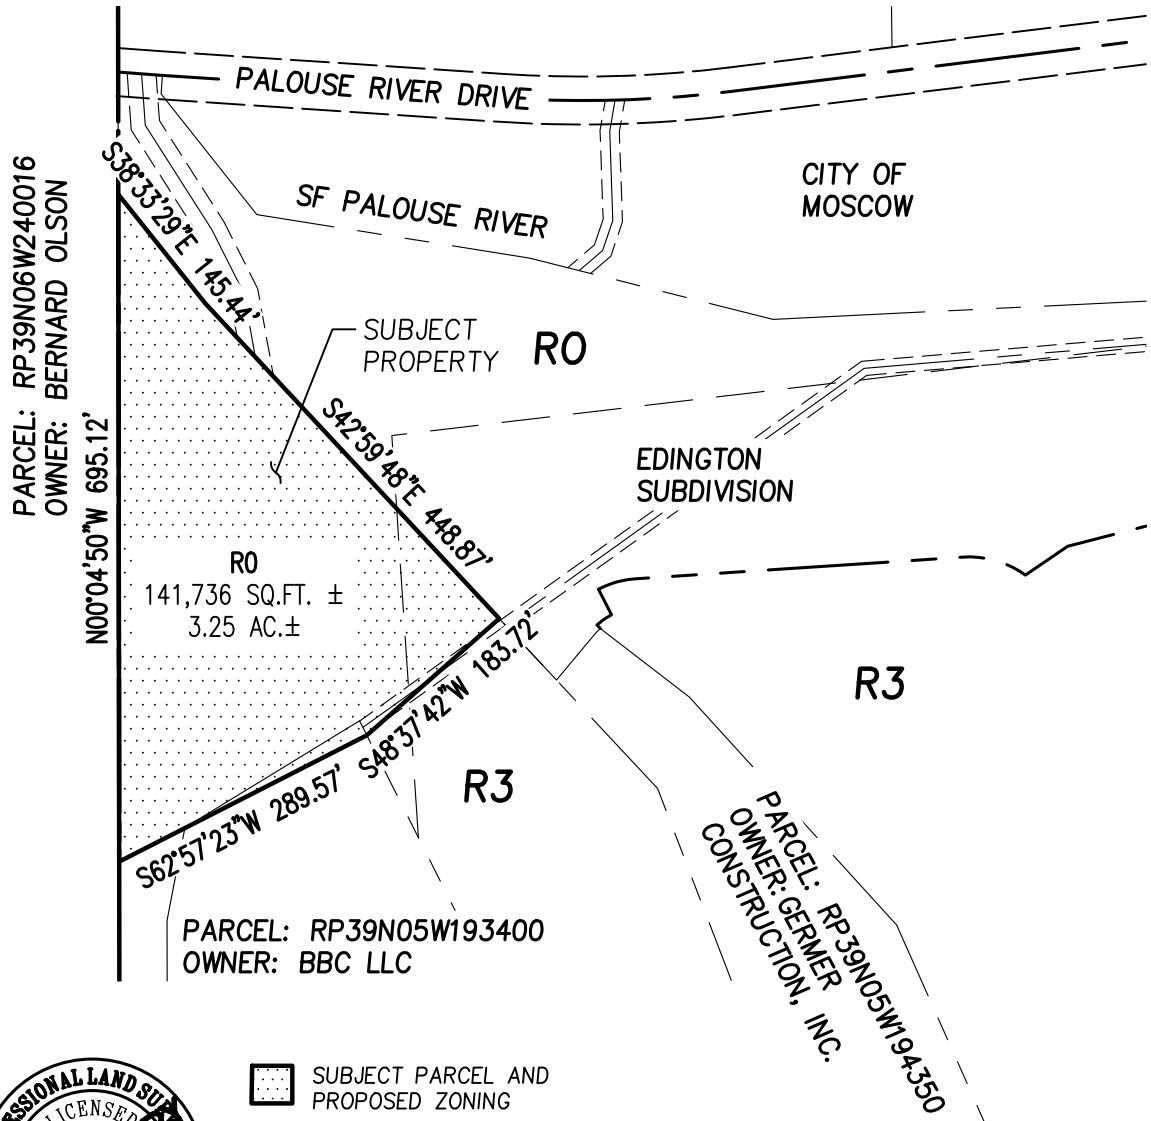 PALOUSE RIVER DRIVE
CITY OF
MOSCOW
SF PALOUSE RIVER
PARCEL: RP39N06W240016
OWNER: BERNARD OLSON
S38°33'29"E 145.44'
SUBJECT
PROPERTY
RO
S42°59'48"E 448.87'
N00°04'50"W 695.12'
EDINGTON
SUBDIVISION
RO
141,736 SQ.FT. ±
3.25 AC.±
S48°37'42"W 183.72'
R3
R3
S62°57'23"W 289.57'
PARCEL: RP39N05W193400
OWNER: BBC LLC
PARCEL: RP39N05W194350
OWNER: GERMER
CONSTRUCTION, INC.
SUBJECT PARCEL AND
PROPOSED ZONING
LAND